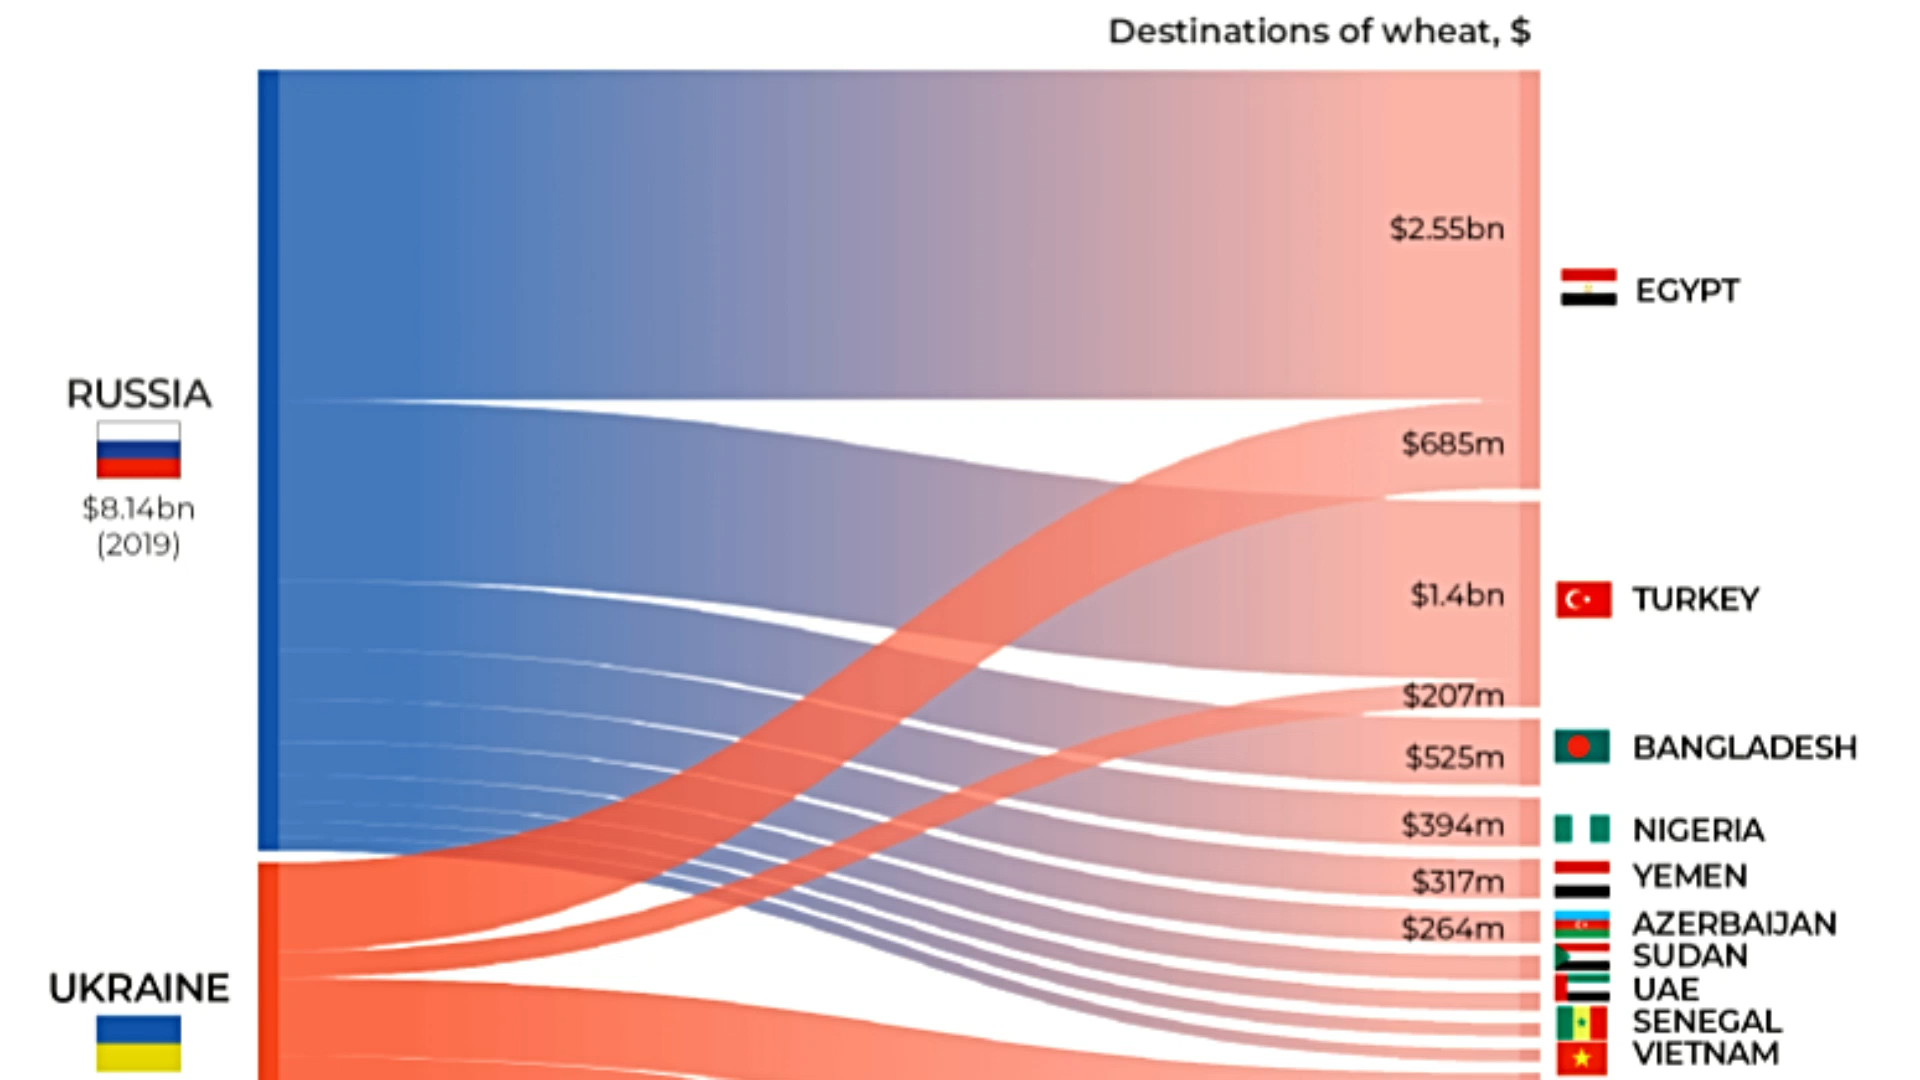 Destinations of wheat, $
RUSSIA
$8.14bn
(2019)
UKRAINE
$2.55bn
$685m
$1.4bn
$207m
$525m
$394m
$317m
$264m
EGYPT
TURKEY
BANGLADESH
NIGERIA
YEMEN
AZERBAIJAN
SUDAN
UAE
SENEGAL
VIETNAM